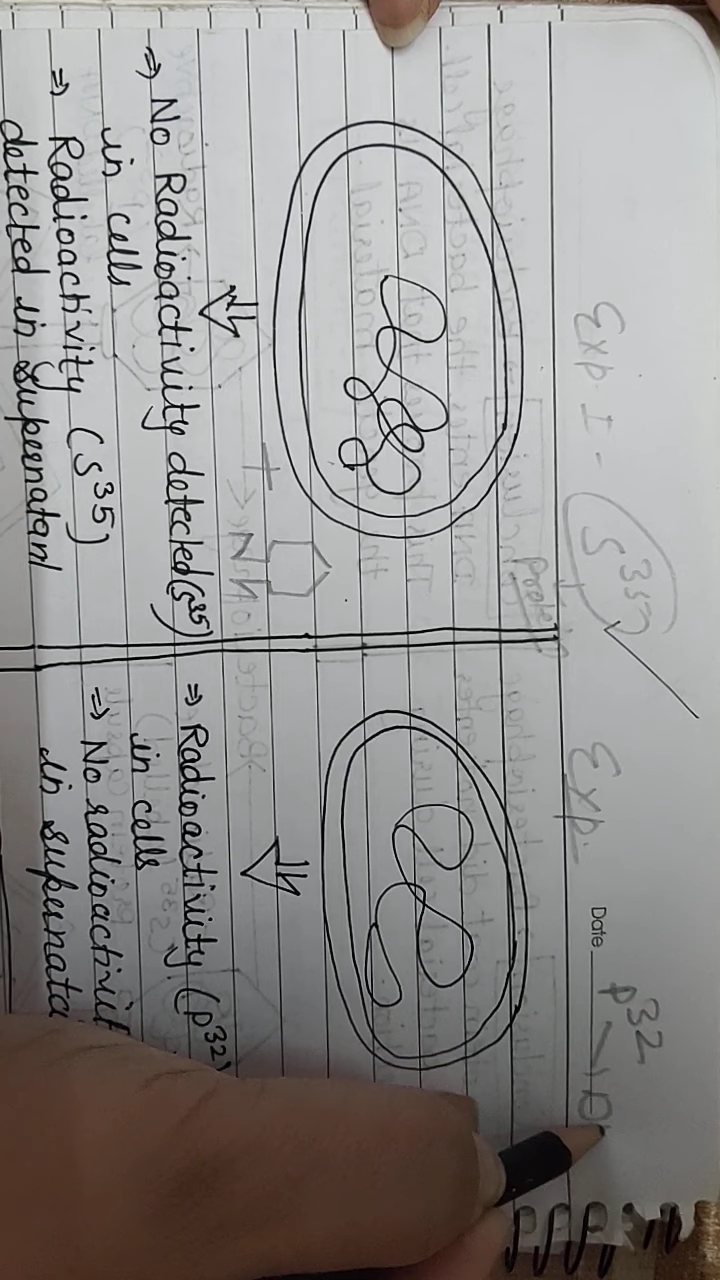 Date
Exp. I - S35
Protein
Exp. P32
⇒ No Radioactivity detected (S35)
in cells
⇒ Radioactivity (S35)
detected in Supernatant
⇒ Radioactivity (P32)
in cells
⇒ No radioactivit
in supernata